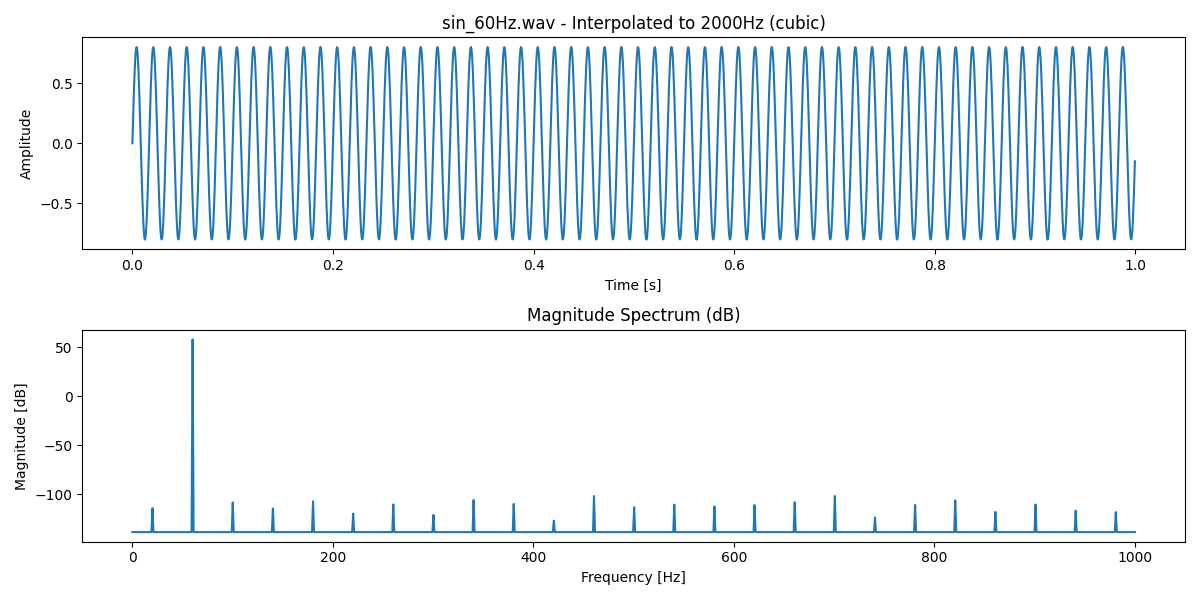 sin_60Hz.wav - Interpolated to 2000Hz (cubic)
Amplitude
0.5
0.0
−0.5
0.0 0.2 0.4 0.6 0.8 1.0
Time [s]
Magnitude Spectrum (dB)
Magnitude [dB]
50
0
−50
−100
0 200 400 600 800 1000
Frequency [Hz]